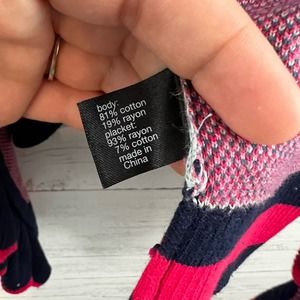 body:
81% cotton
19% rayon
placket:
93% rayon
7% cotton
made in
China